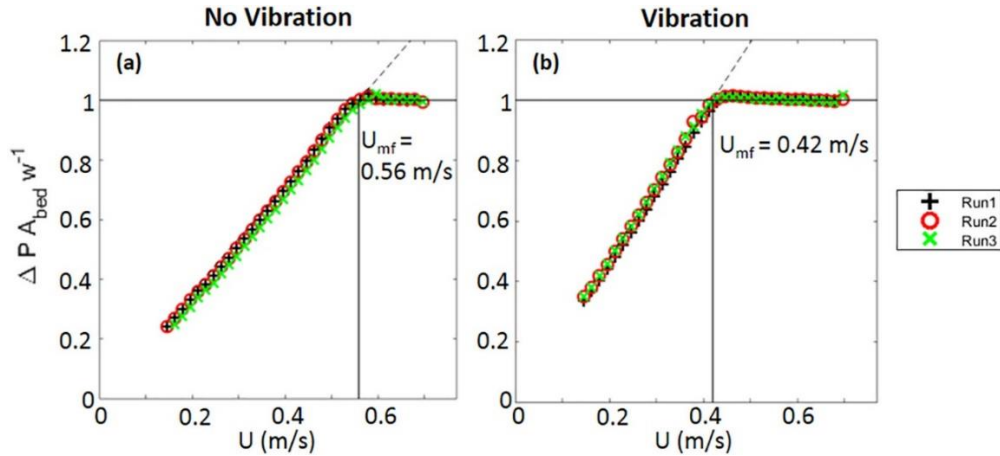 No Vibration
Vibration
Δ P A_bed w⁻¹
1.2
1
0.8
0.6
0.4
0.2
0
(a)
U_mf =
0.56 m/s
0
0.2
0.4
0.6
U (m/s)
1.2
1
0.8
0.6
0.4
0.2
0
(b)
U_mf = 0.42 m/s
0
0.2
0.4
0.6
U (m/s)
Run1
Run2
Run3